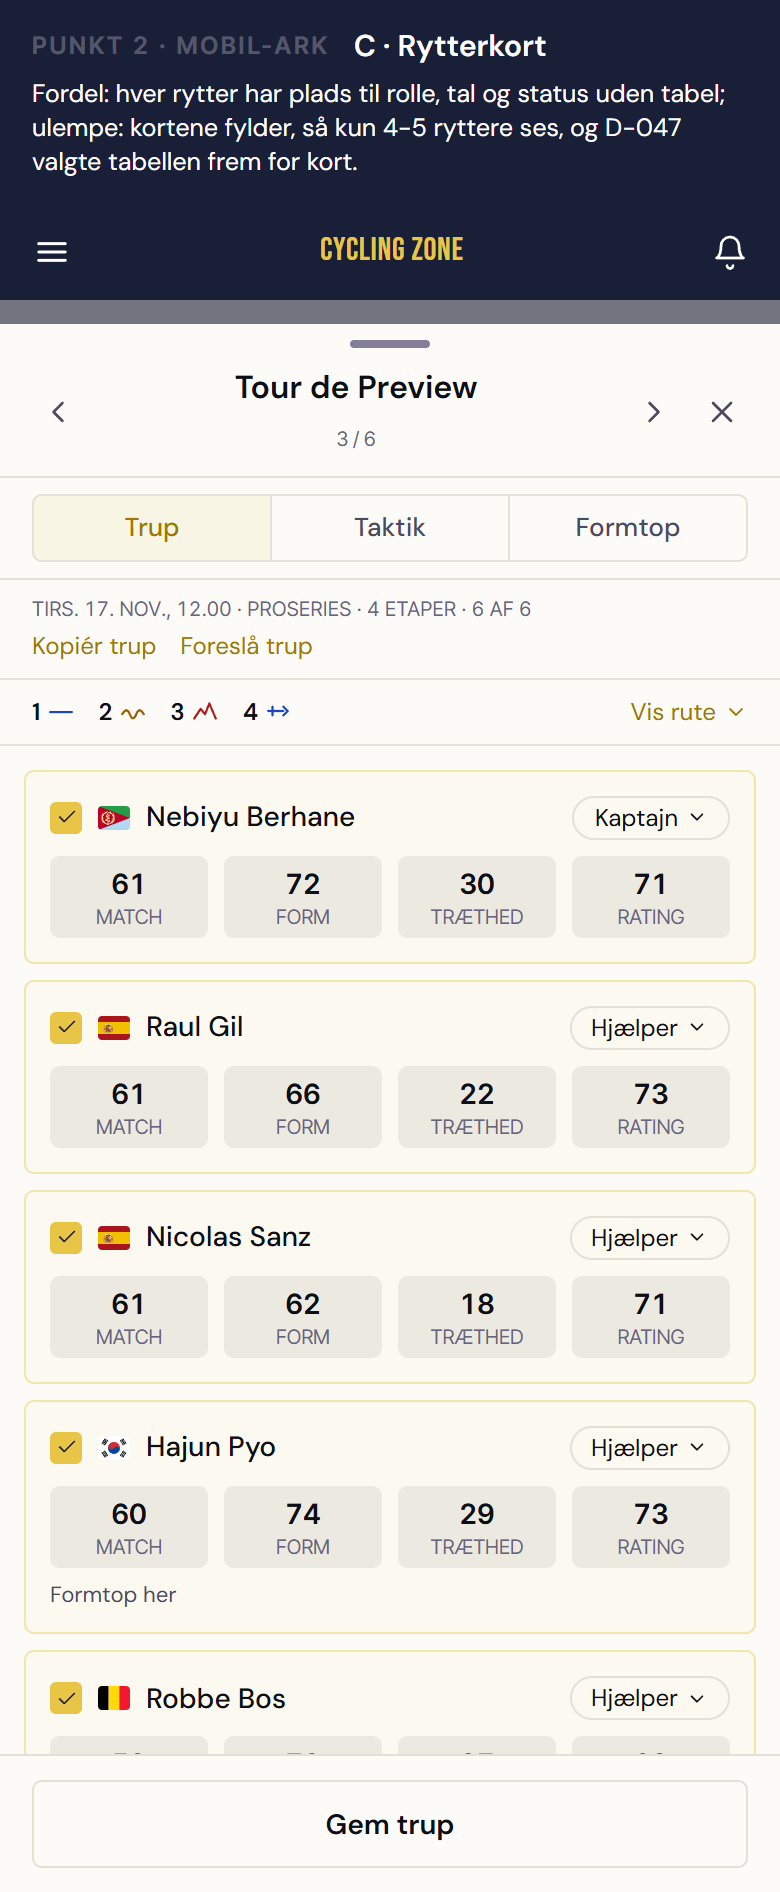 PUNKT 2 · MOBIL-ARK C · Rytterkort
Fordel: hver rytter har plads til rolle, tal og status uden tabel;
ulempe: kortene fylder, så kun 4-5 ryttere ses, og D-047
valgte tabellen frem for kort.
CYCLING ZONE
Tour de Preview
3 / 6
Trup Taktik Formtop
TIRS. 17. NOV., 12.00 · PROSERIES · 4 ETAPER · 6 AF 6
Kopiér trup Foreslå trup
1 2 3 4 Vis rute
Nebiyu Berhane Kaptajn
61 72 30 71
MATCH FORM TRÆTHED RATING
Raul Gil Hjælper
61 66 22 73
MATCH FORM TRÆTHED RATING
Nicolas Sanz Hjælper
61 62 18 71
MATCH FORM TRÆTHED RATING
Hajun Pyo Hjælper
60 74 29 73
MATCH FORM TRÆTHED RATING
Formtop her
Robbe Bos Hjælper
Gem trup